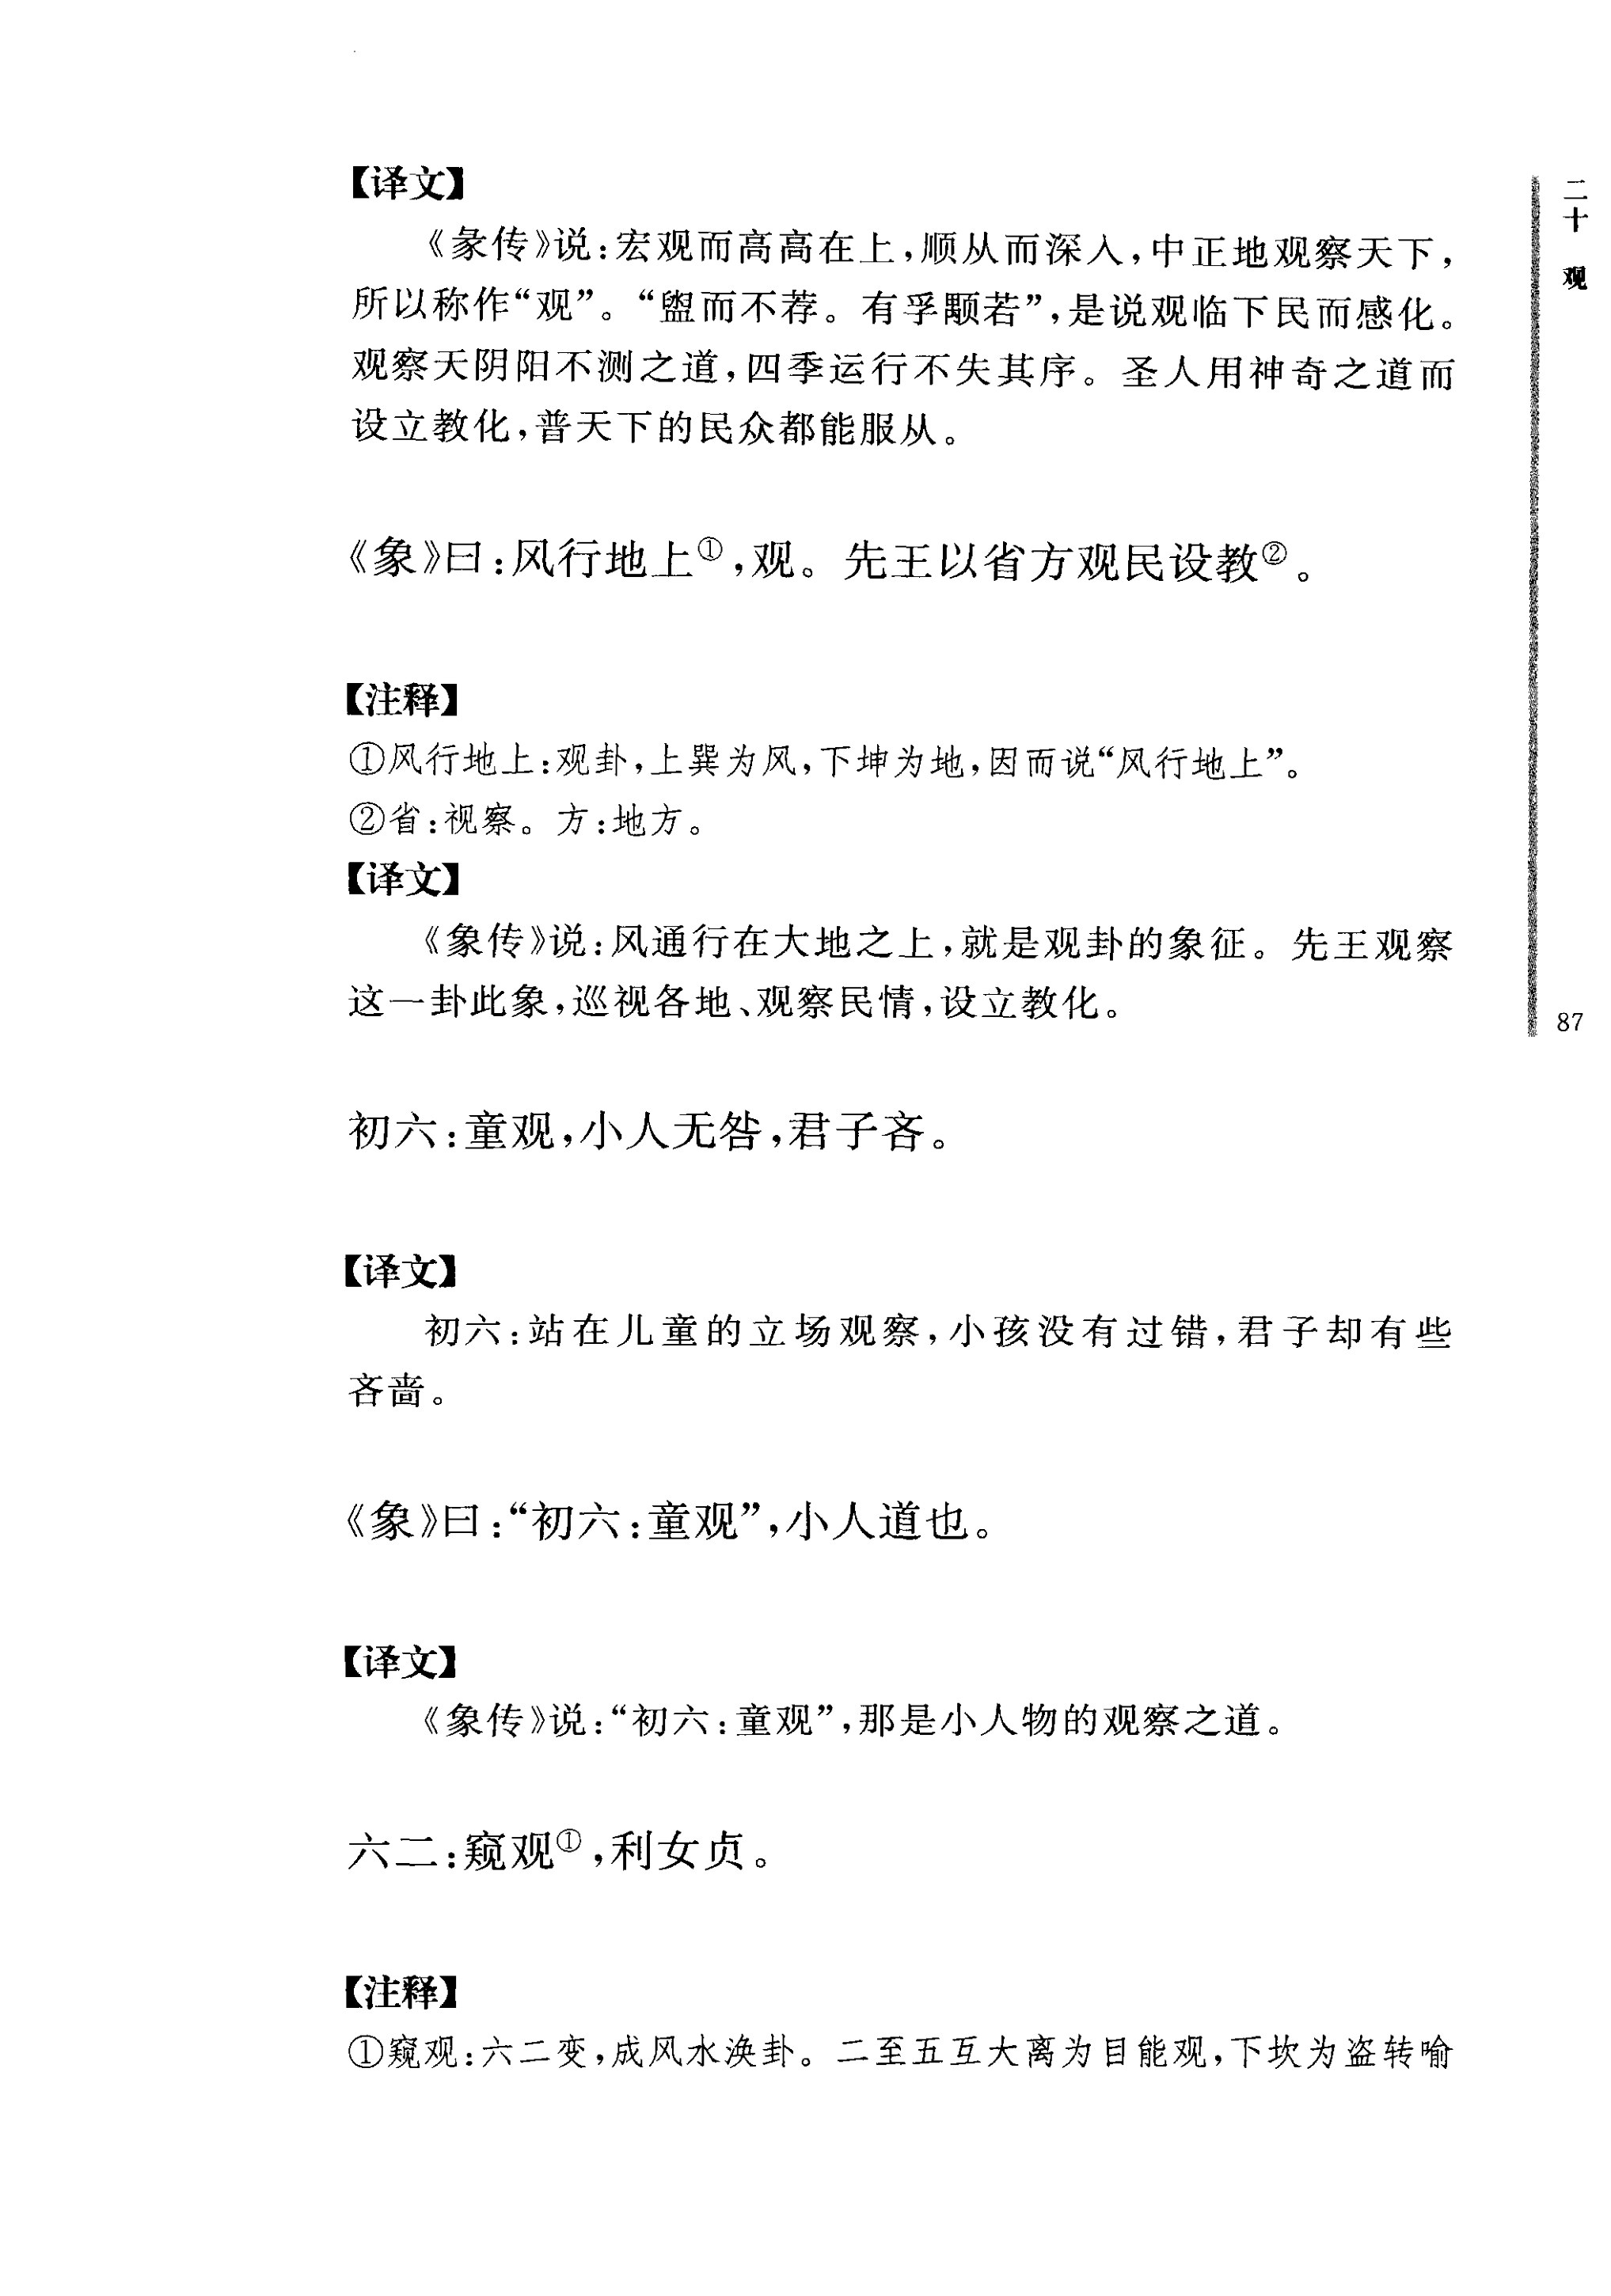 【译文】
《彖传》说：宏观而高高在上，顺从而深入，中正地观察天下，
所以称作“观”。“盥而不荐。有孚颙若”，是说观临下民而感化。
观察天阴阳不测之道，四季运行不失其序。圣人用神奇之道而
设立教化，普天下的民众都能服从。
《象》曰：风行地上①，观。先王以省方观民设教②。
【注释】
①风行地上：观卦，上巽为风，下坤为地，因而说“风行地上”。
②省：视察。方：地方。
【译文】
《象传》说：风通行在大地之上，就是观卦的象征。先王观察
这一卦此象，巡视各地、观察民情，设立教化。
初六：童观，小人无咎，君子吝。
【译文】
初六：站在儿童的立场观察，小孩没有过错，君子却有些
吝啬。
《象》曰：“初六：童观”，小人道也。
【译文】
《象传》说：“初六：童观”，那是小人物的观察之道。
六二：窥观①，利女贞。
【注释】
①窥观：六二变，成风水涣卦。二至五互大离为目能观，下坎为盗转喻
二十 观
87